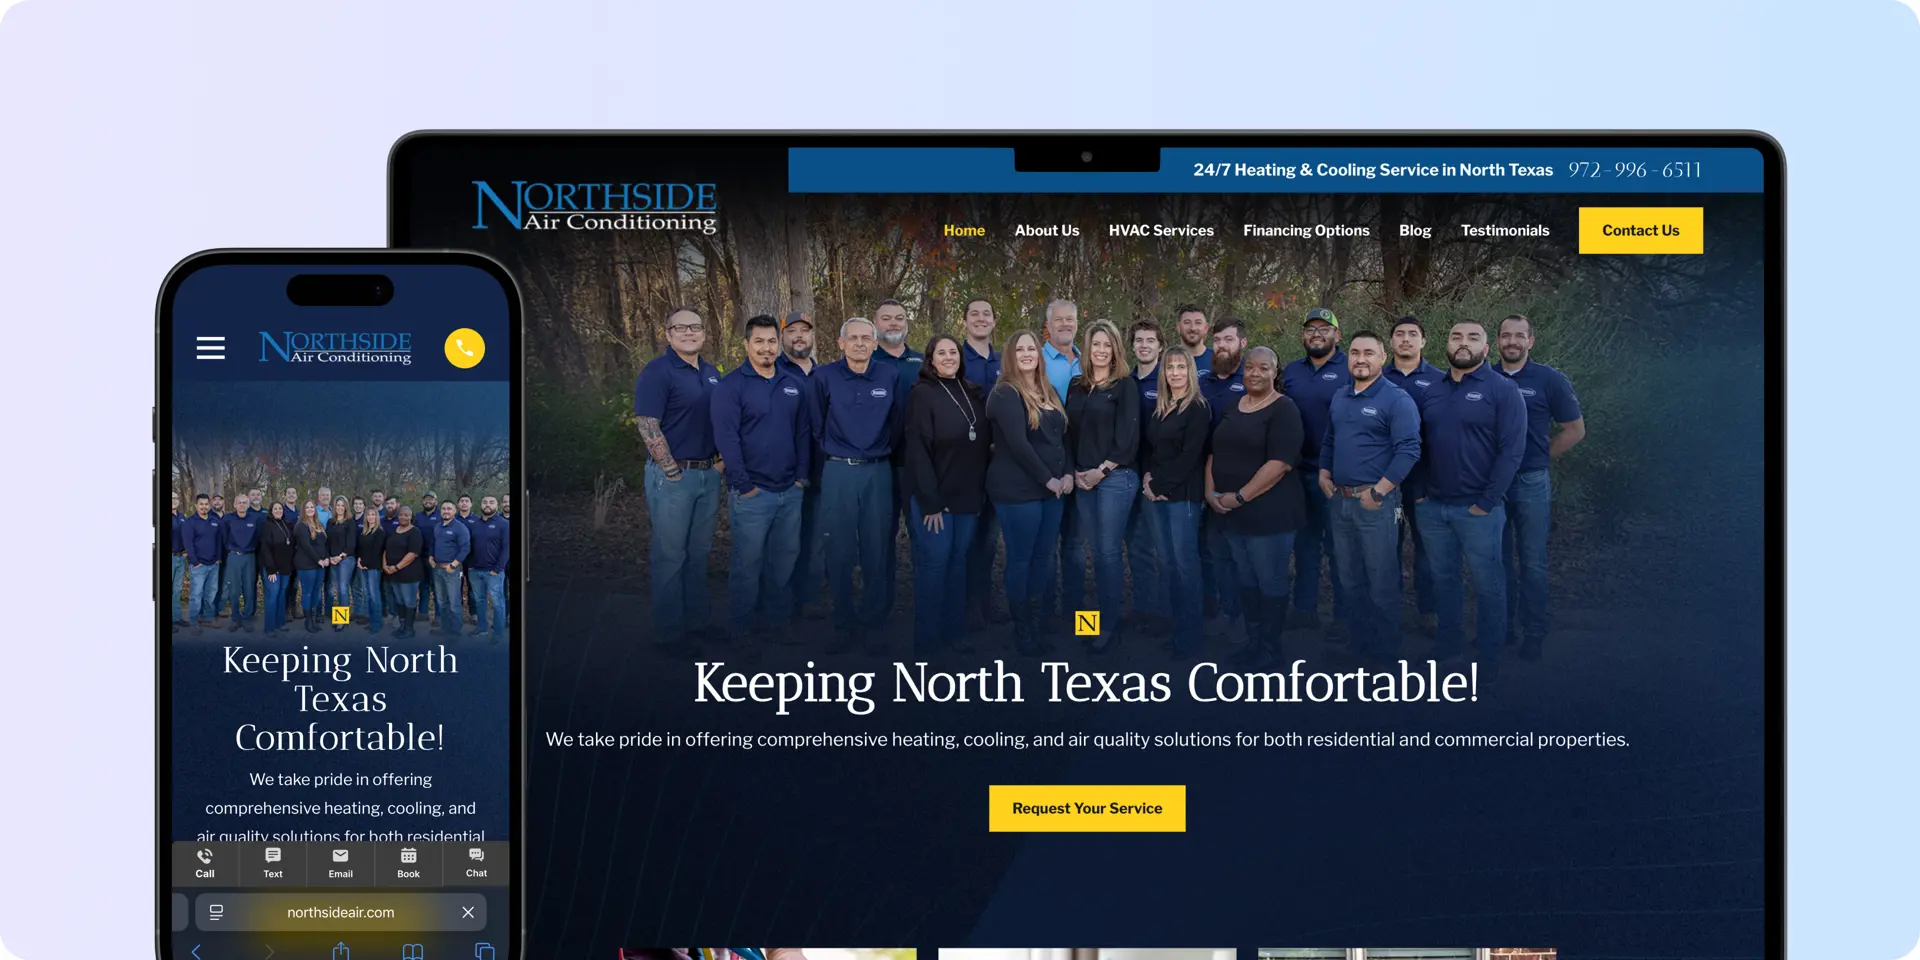 24/7 Heating & Cooling Service in North Texas 972-996-6511
NORTHSIDE
Air Conditioning
Home About Us HVAC Services Financing Options Blog Testimonials Contact Us
N
Keeping North Texas Comfortable!
We take pride in offering comprehensive heating, cooling, and air quality solutions for both residential and commercial properties.
Request Your Service
NORTHSIDE
Air Conditioning
N
Keeping North
Texas
Comfortable!
We take pride in offering
comprehensive heating, cooling, and
air quality solutions for both residential
Call Text Email Book Chat
northsideair.com